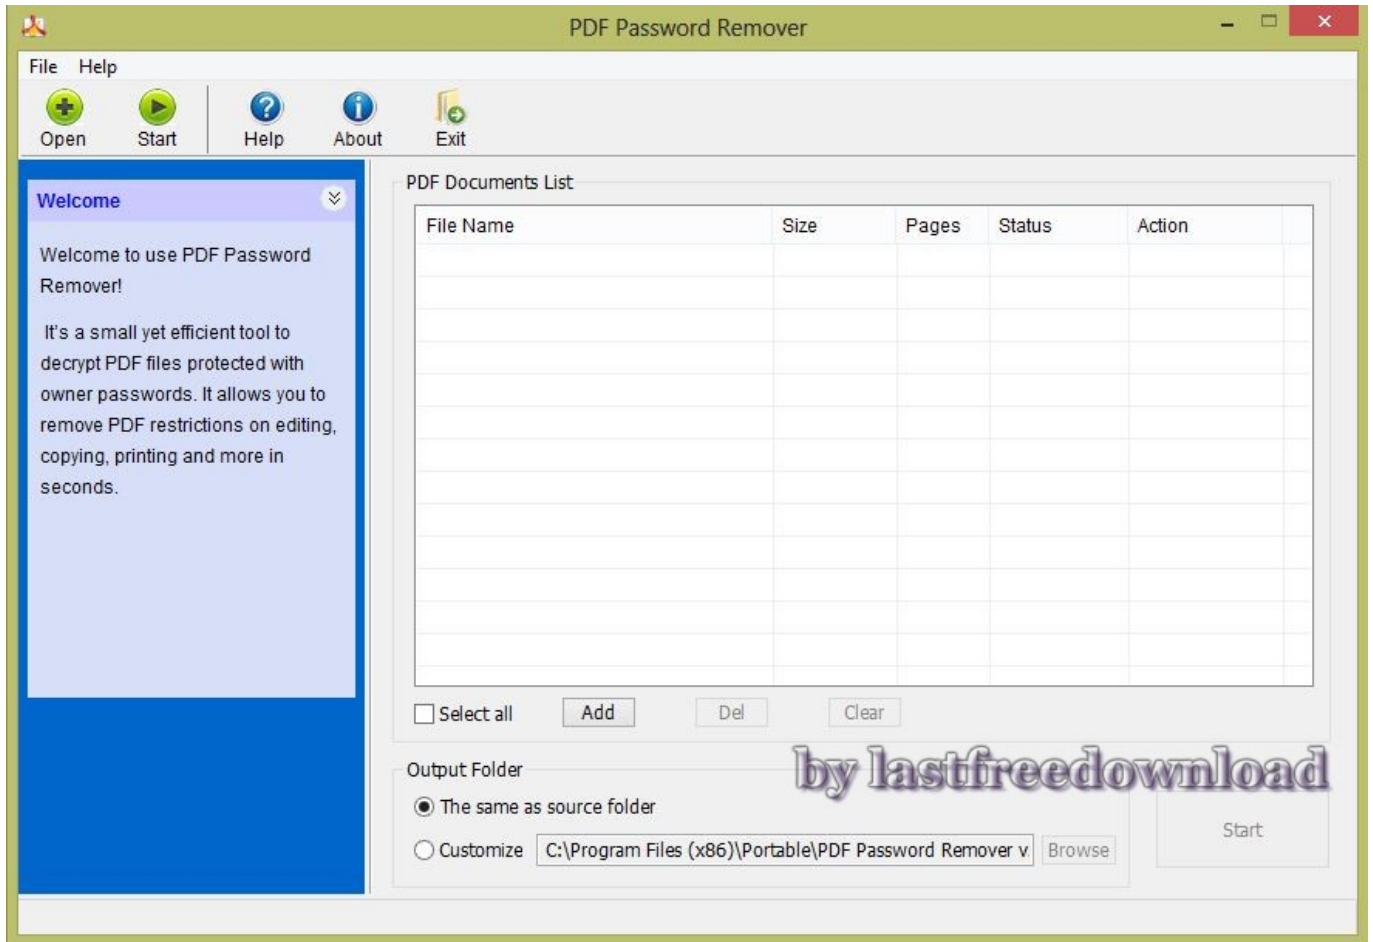 PDF Password Remover
File Help
Open Start Help About Exit
Welcome
Welcome to use PDF Password
Remover!
It's a small yet efficient tool to
decrypt PDF files protected with
owner passwords. It allows you to
remove PDF restrictions on editing,
copying, printing and more in
seconds.
PDF Documents List
File Name Size Pages Status Action
Select all Add Del Clear
by lastfreedownload
Output Folder
The same as source folder
Customize C:\Program Files (x86)\Portable\PDF Password Remover v. Browse
Start